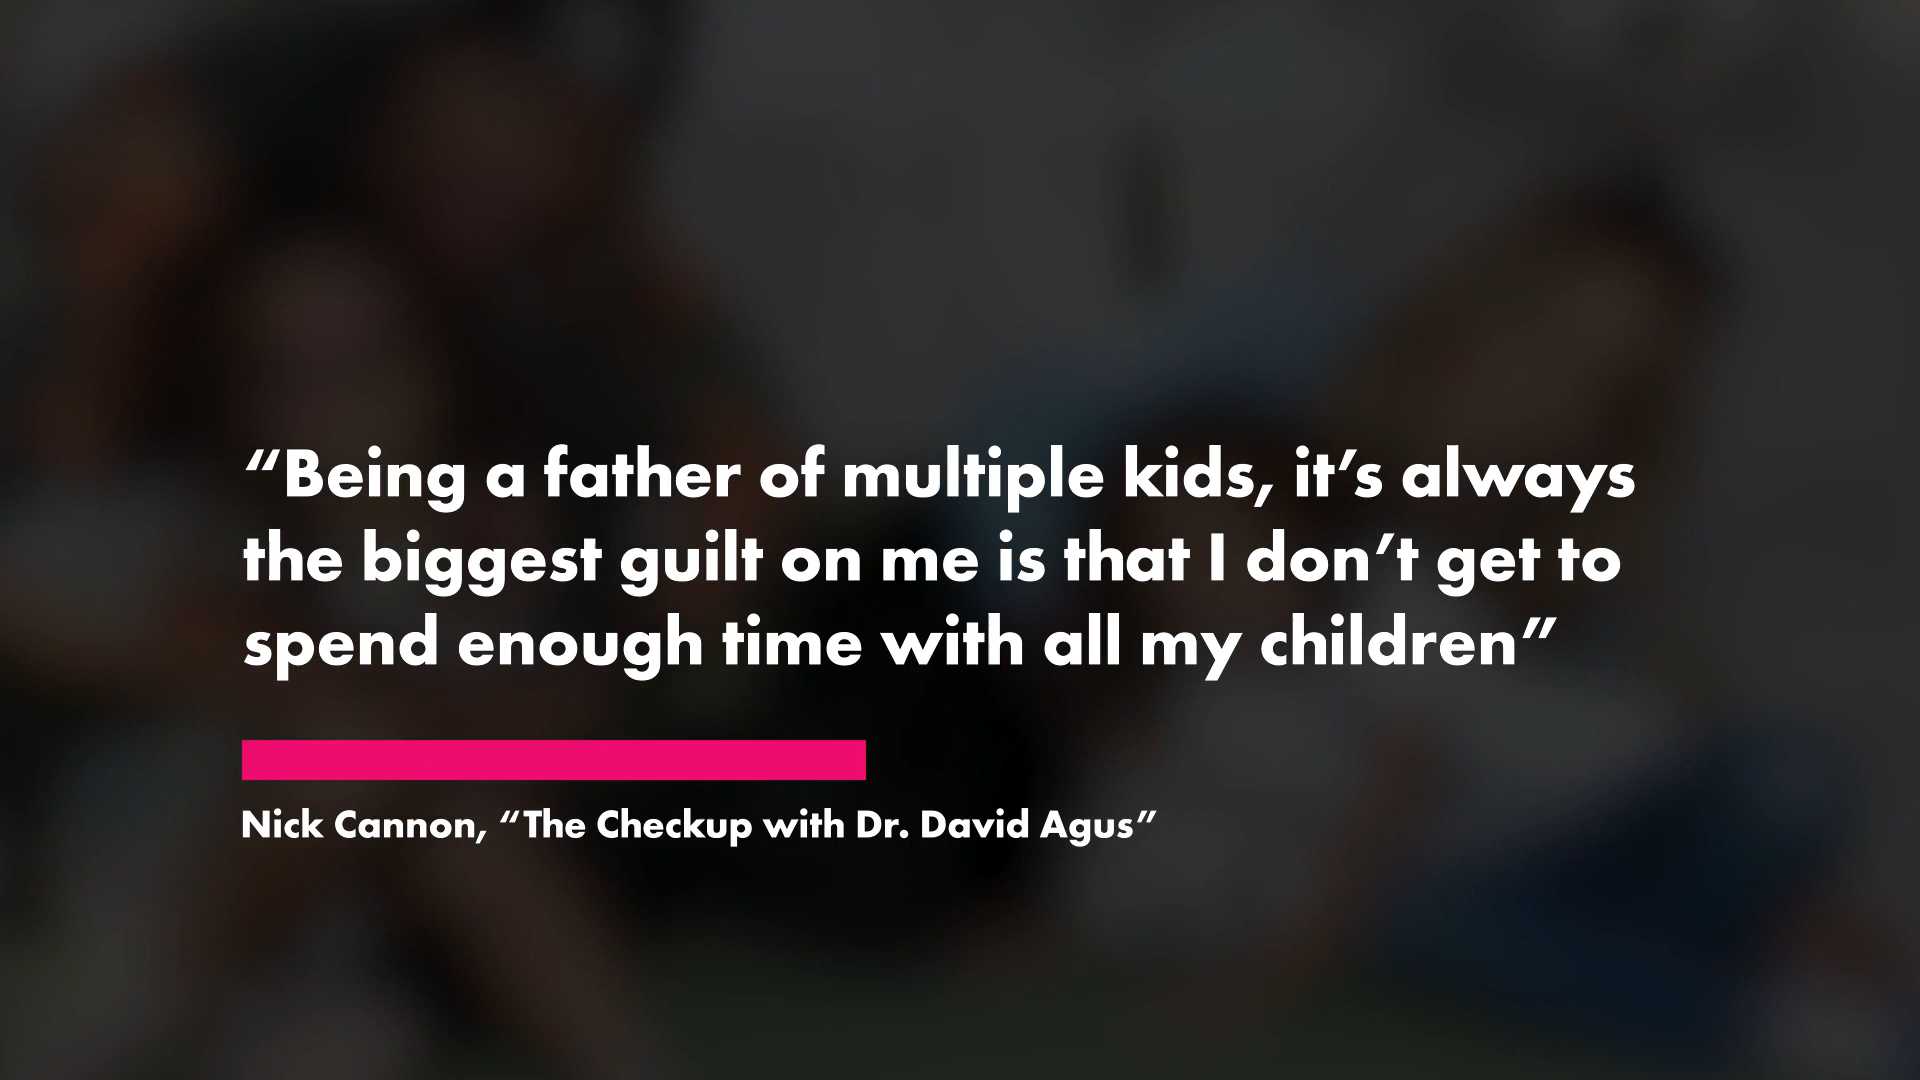 “Being a father of multiple kids, it’s always
the biggest guilt on me is that I don’t get to
spend enough time with all my children”
Nick Cannon, “The Checkup with Dr. David Agus”